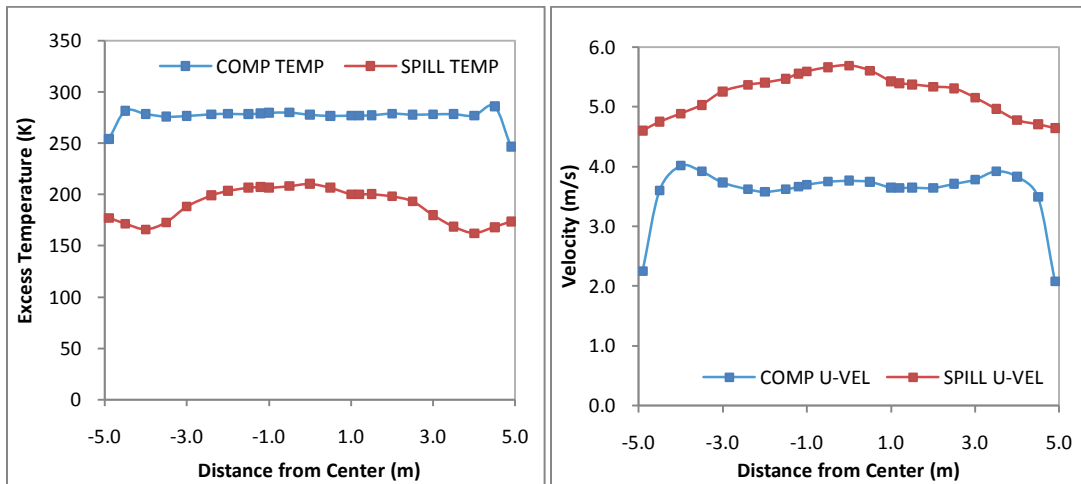 350
300
250
200
150
100
50
0
Excess Temperature (K)
COMP TEMP SPILL TEMP
-5.0 -3.0 -1.0 1.0 3.0 5.0
Distance from Center (m)
6.0
5.0
4.0
3.0
2.0
1.0
0.0
Velocity (m/s)
COMP U-VEL SPILL U-VEL
-5.0 -3.0 -1.0 1.0 3.0 5.0
Distance from Center (m)